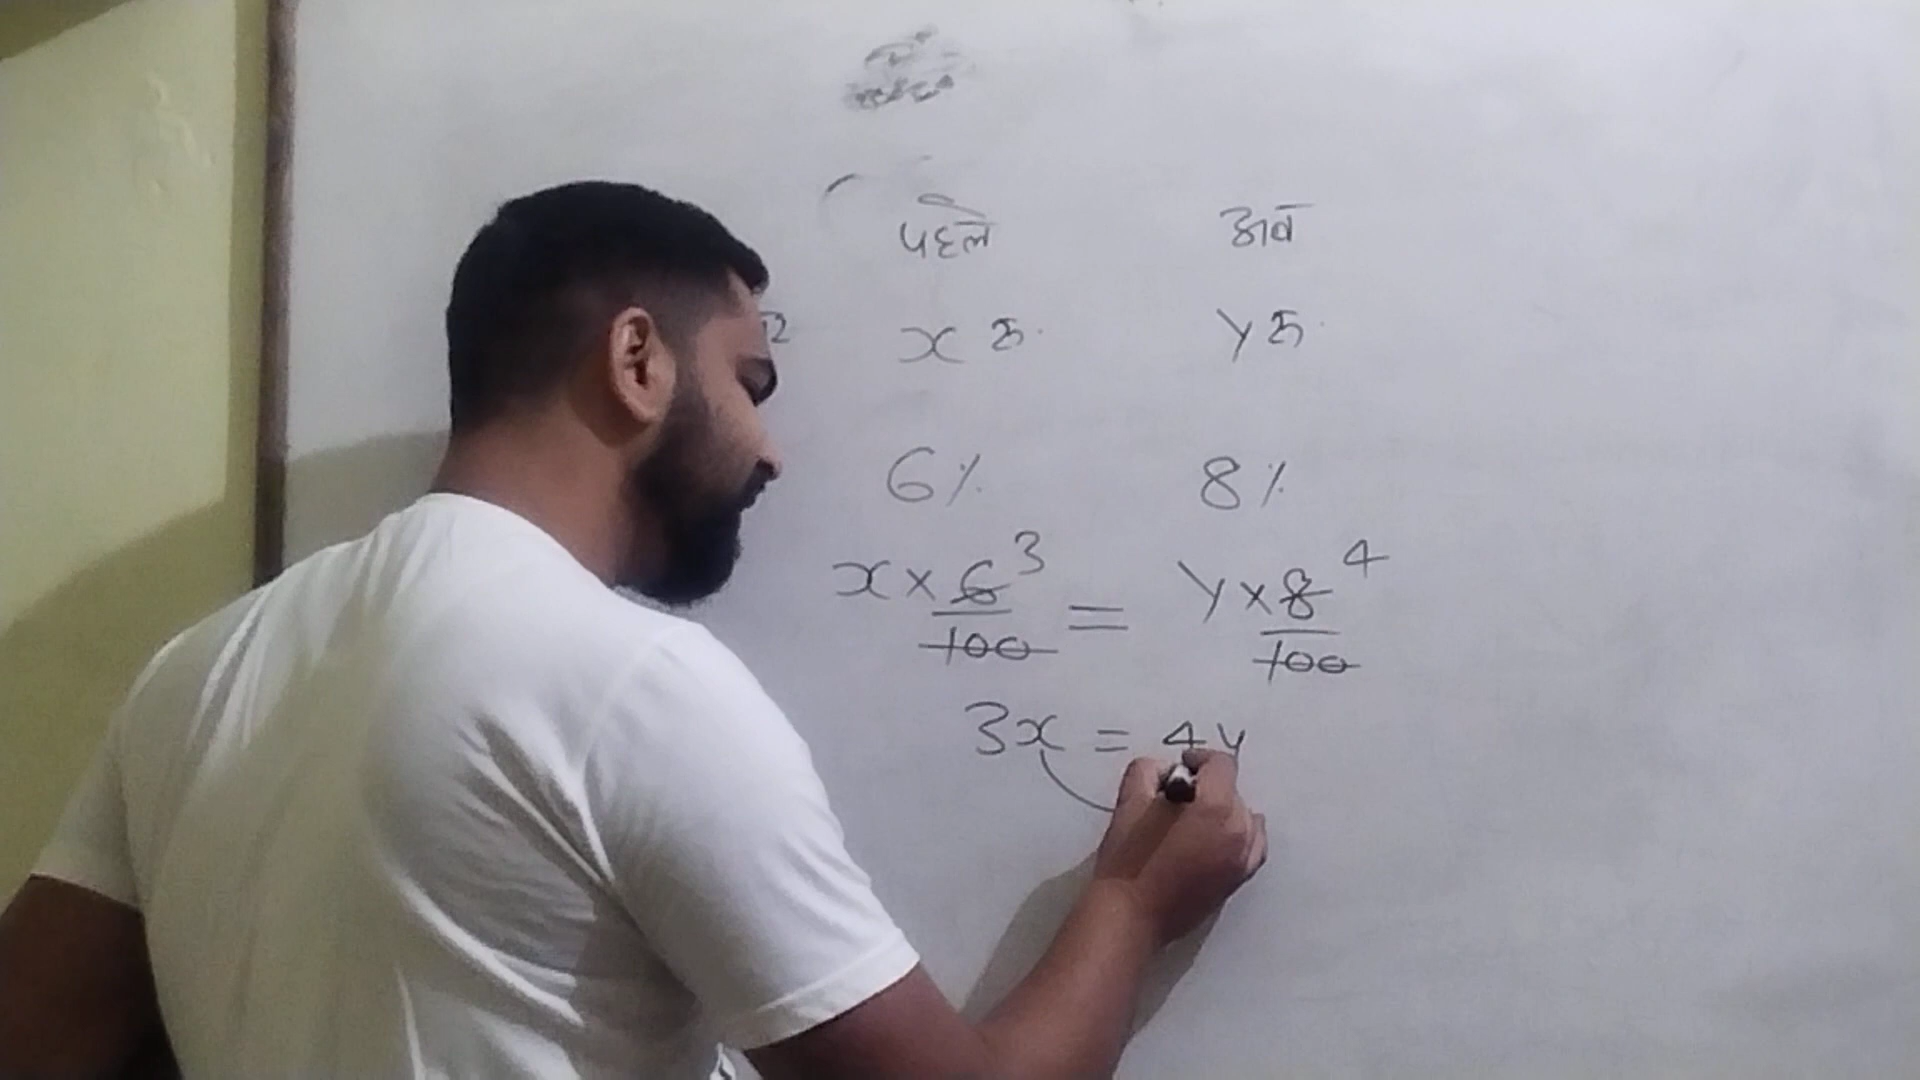 पहले अब
x रु. y रु.
6% 8%
x × 6 3 / 100 = y × 8 4 / 100
3x = 4y